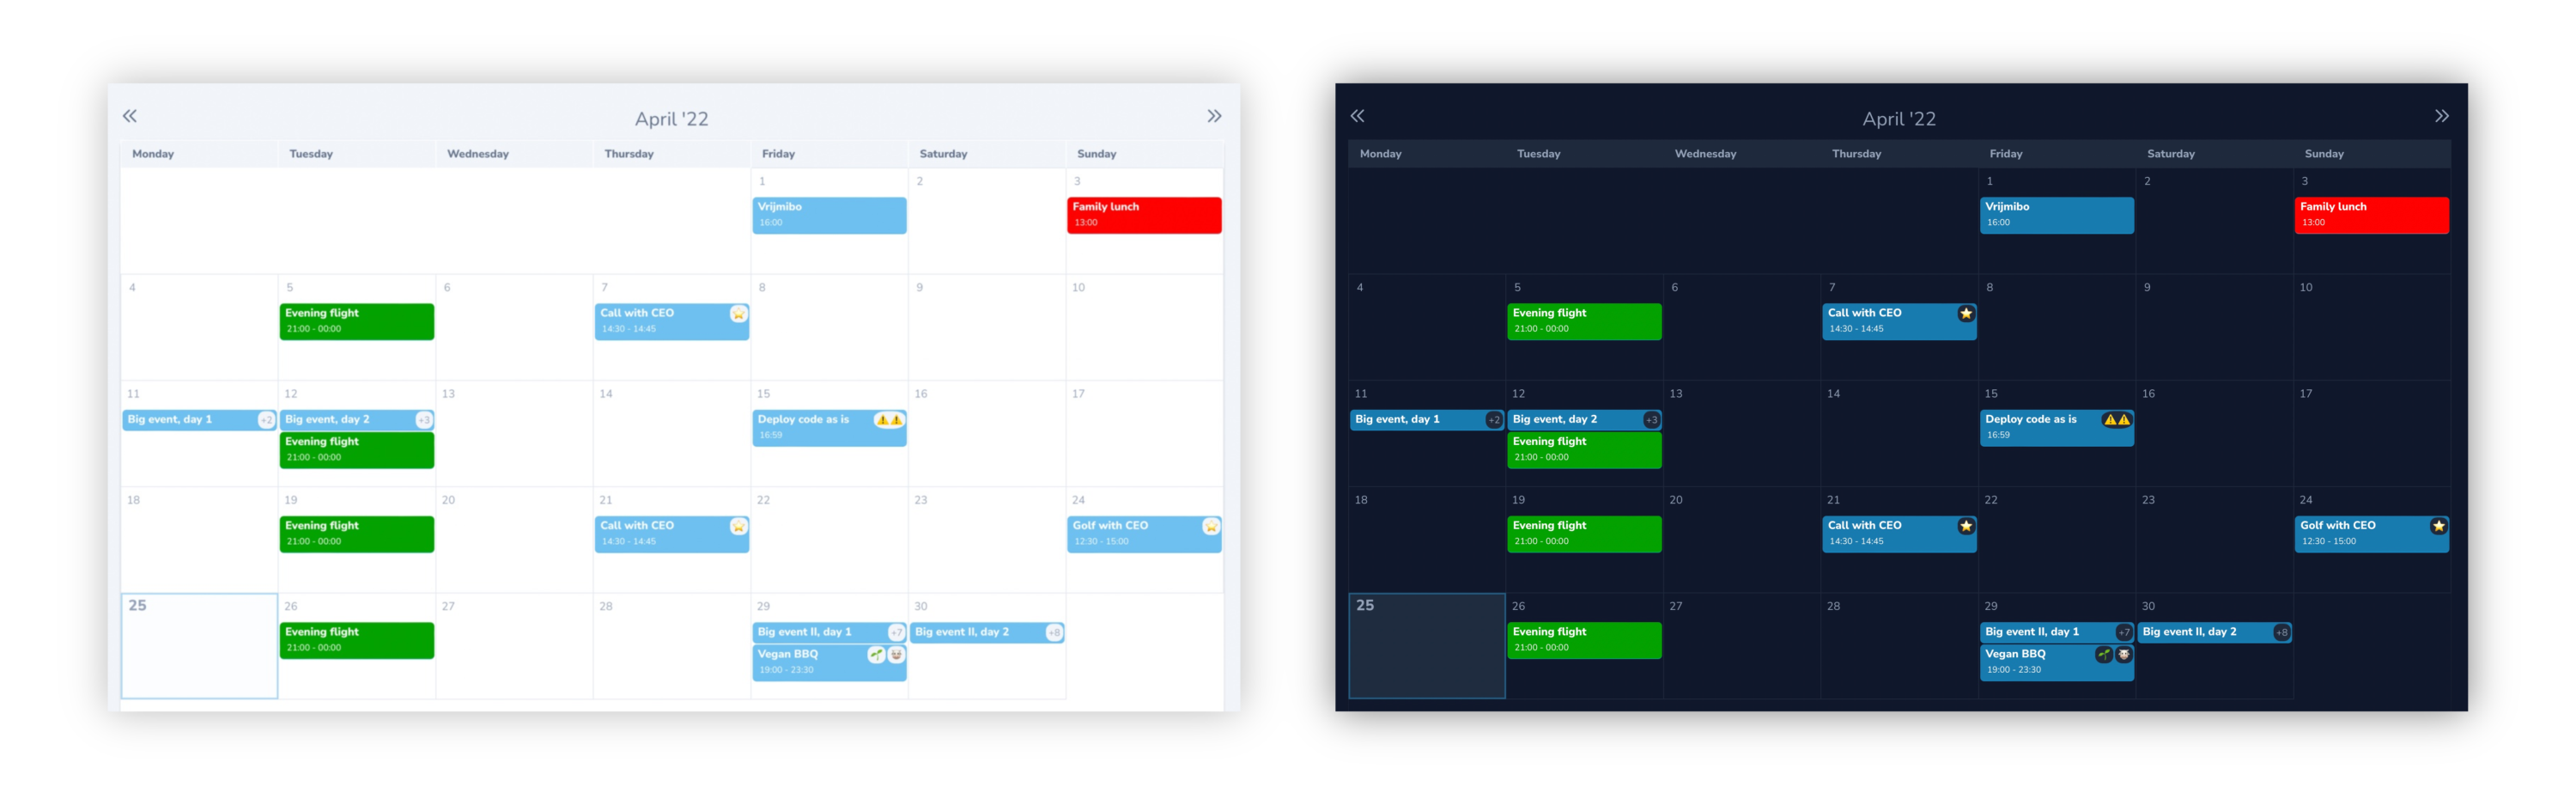 April '22
Monday Tuesday Wednesday Thursday Friday Saturday Sunday
1 2 3
Vrijmibo Family lunch
16:00 13:00
4 5 6 7 8 9 10
Evening flight Call with CEO
21:00 - 00:00 14:30 - 14:45
11 12 13 14 15 16 17
Big event, day 1 +2 Big event, day 2 +3 Deploy code as is
16:59
Evening flight
21:00 - 00:00
18 19 20 21 22 23 24
Evening flight Call with CEO Golf with CEO
21:00 - 00:00 14:30 - 14:45 12:30 - 15:00
25 26 27 28 29 30
Evening flight Big event II, day 1 +7 Big event II, day 2 +8
21:00 - 00:00
Vegan BBQ
19:00 - 23:30
April '22
Monday Tuesday Wednesday Thursday Friday Saturday Sunday
1 2 3
Vrijmibo Family lunch
16:00 13:00
4 5 6 7 8 9 10
Evening flight Call with CEO
21:00 - 00:00 14:30 - 14:45
11 12 13 14 15 16 17
Big event, day 1 +2 Big event, day 2 +3 Deploy code as is
16:59
Evening flight
21:00 - 00:00
18 19 20 21 22 23 24
Evening flight Call with CEO Golf with CEO
21:00 - 00:00 14:30 - 14:45 12:30 - 15:00
25 26 27 28 29 30
Evening flight Big event II, day 1 +7 Big event II, day 2 +8
21:00 - 00:00
Vegan BBQ
19:00 - 23:30